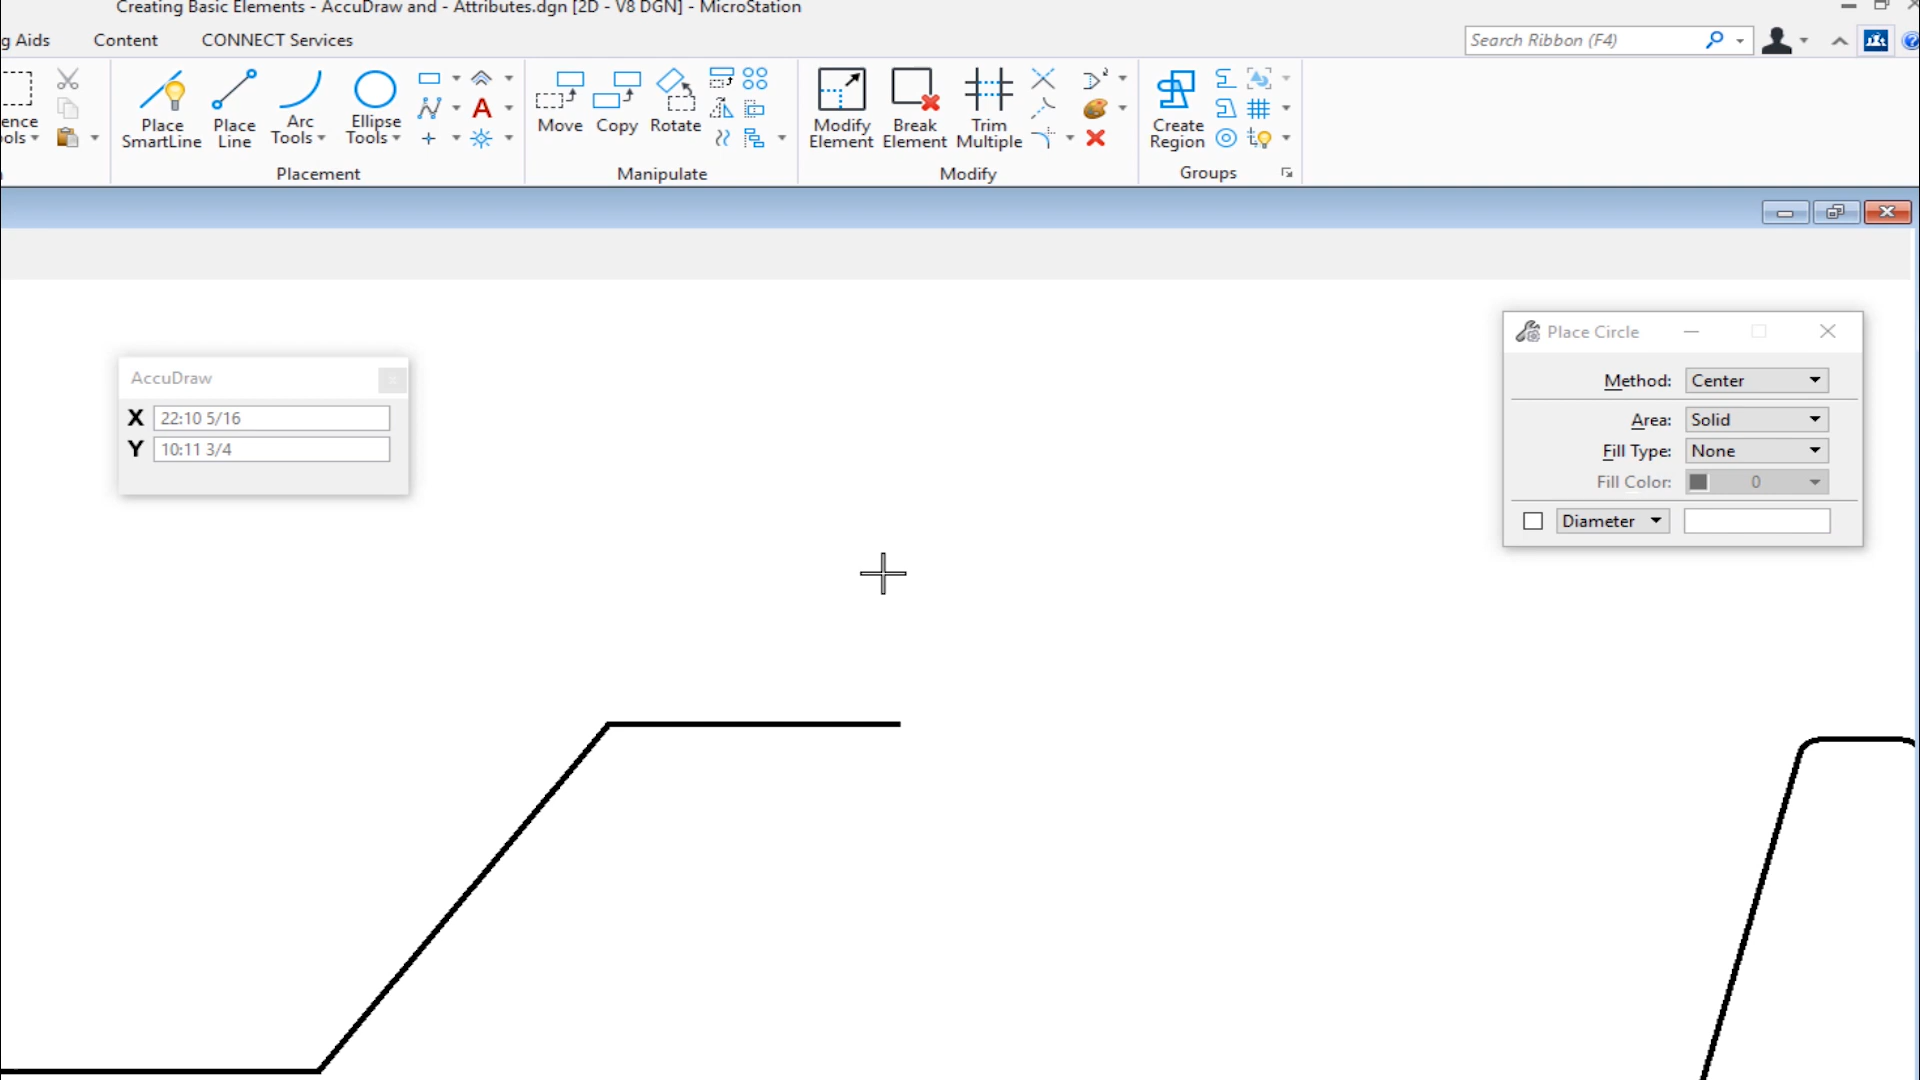 Creating Basic Elements - AccuDraw and - Attributes.dgn [2D - V8 DGN] - MicroStation
g Aids
Content
CONNECT Services
Search Ribbon (F4)
ence
ols
Place
SmartLine
Place
Line
Arc
Tools
Ellipse
Tools
A
Placement
Move
Copy
Rotate
Manipulate
Modify
Element
Break
Element
Trim
Multiple
Modify
Create
Region
Groups
AccuDraw
X 22:10 5/16
Y 10:11 3/4
Place Circle
Method: Center
Area: Solid
Fill Type: None
Fill Color: 0
Diameter